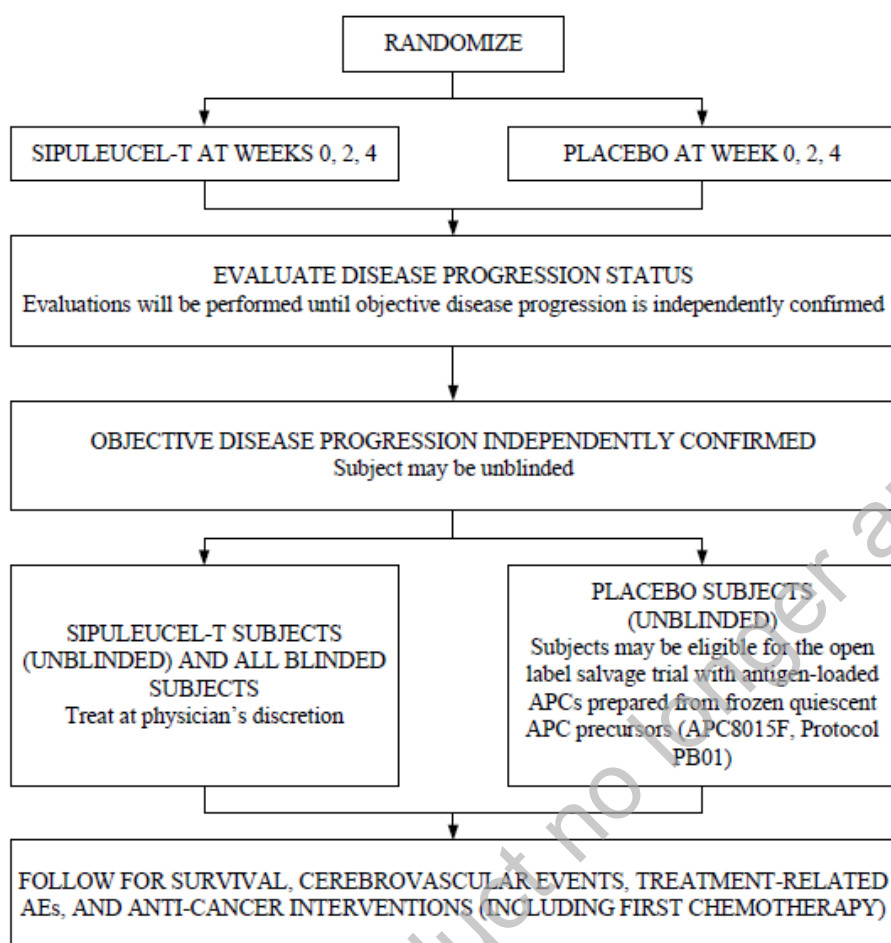 RANDOMIZE
SIPULEUCEL-T AT WEEKS 0, 2, 4
PLACEBO AT WEEK 0, 2, 4
EVALUATE DISEASE PROGRESSION STATUS
Evaluations will be performed until objective disease progression is independently confirmed
OBJECTIVE DISEASE PROGRESSION INDEPENDENTLY CONFIRMED
Subject may be unblinded
SIPULEUCEL-T SUBJECTS
(UNBLINDED) AND ALL BLINDED
SUBJECTS
Treat at physician's discretion
PLACEBO SUBJECTS
(UNBLINDED)
Subjects may be eligible for the open
label salvage trial with antigen-loaded
APCs prepared from frozen quiescent
APC precursors (APC8015F, Protocol
PB01)
FOLLOW FOR SURVIVAL, CEREBROVASCULAR EVENTS, TREATMENT-RELATED
AEs, AND ANTI-CANCER INTERVENTIONS (INCLUDING FIRST CHEMOTHERAPY)
duct no longer a